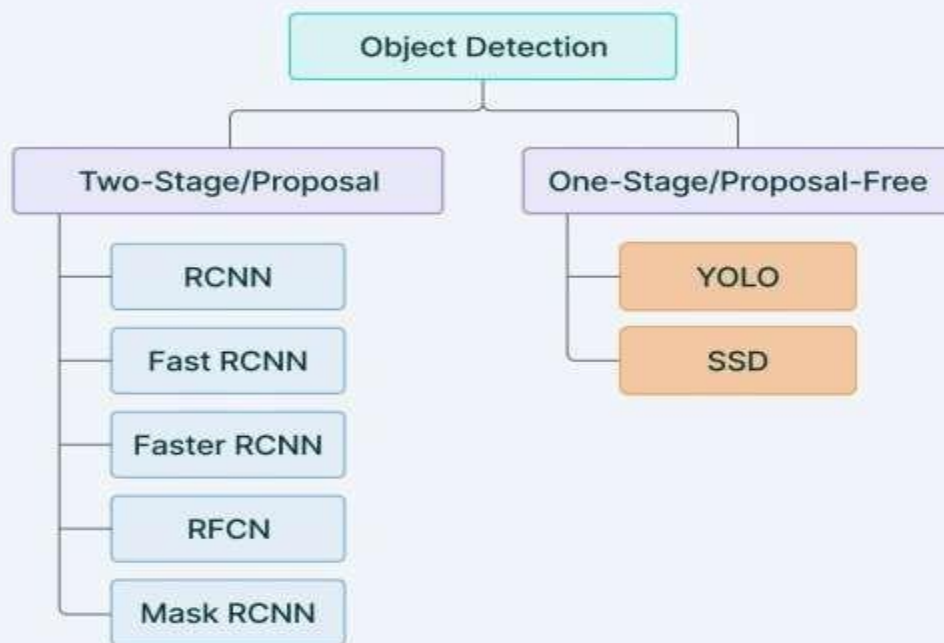 Object Detection
Two-Stage/Proposal
RCNN
Fast RCNN
Faster RCNN
RFCN
Mask RCNN
One-Stage/Proposal-Free
YOLO
SSD